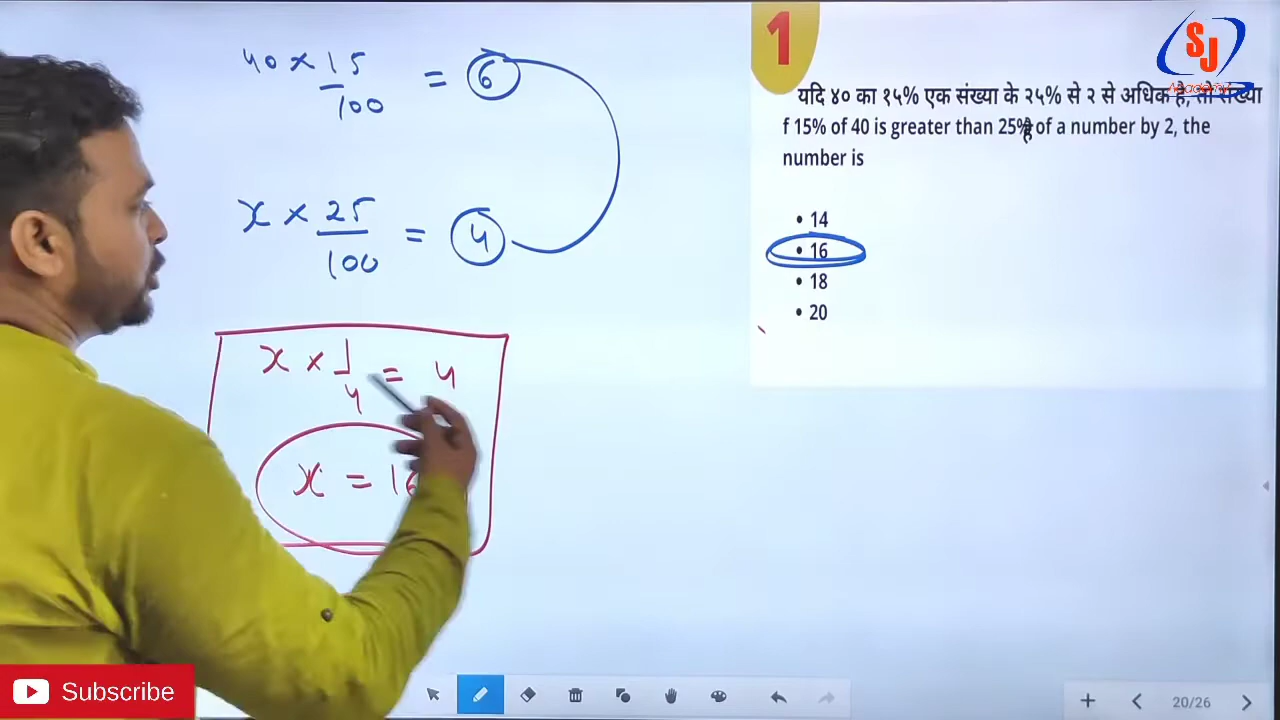 40 × 15/100 = 6
x × 25/100 = 4
x × 1/4 = 4
x = 16
1
SJ
Academy
यदि ४० का १५% एक संख्या के २५% से २ से अधिक है, तो संख्या
है
f 15% of 40 is greater than 25% of a number by 2, the
number is
• 14
• 16
• 18
• 20
Subscribe
20/26